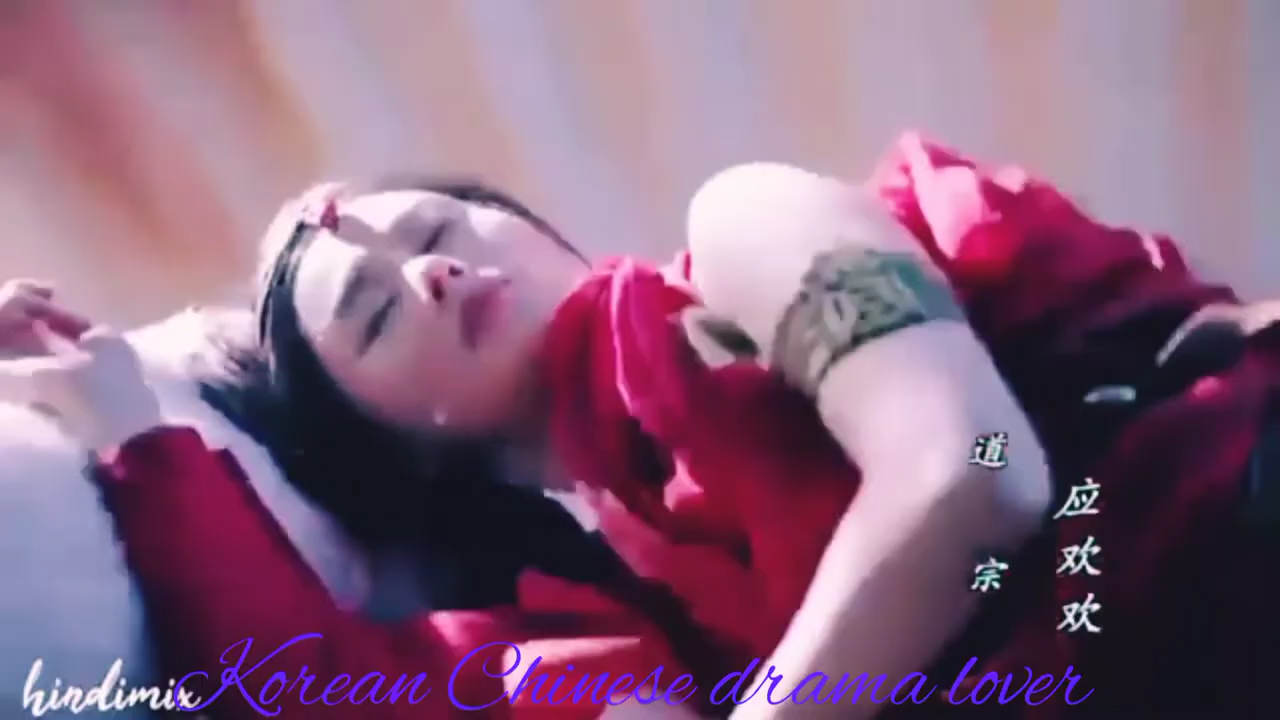 道宗
应欢欢
hindimix
Korean Chinese drama lover